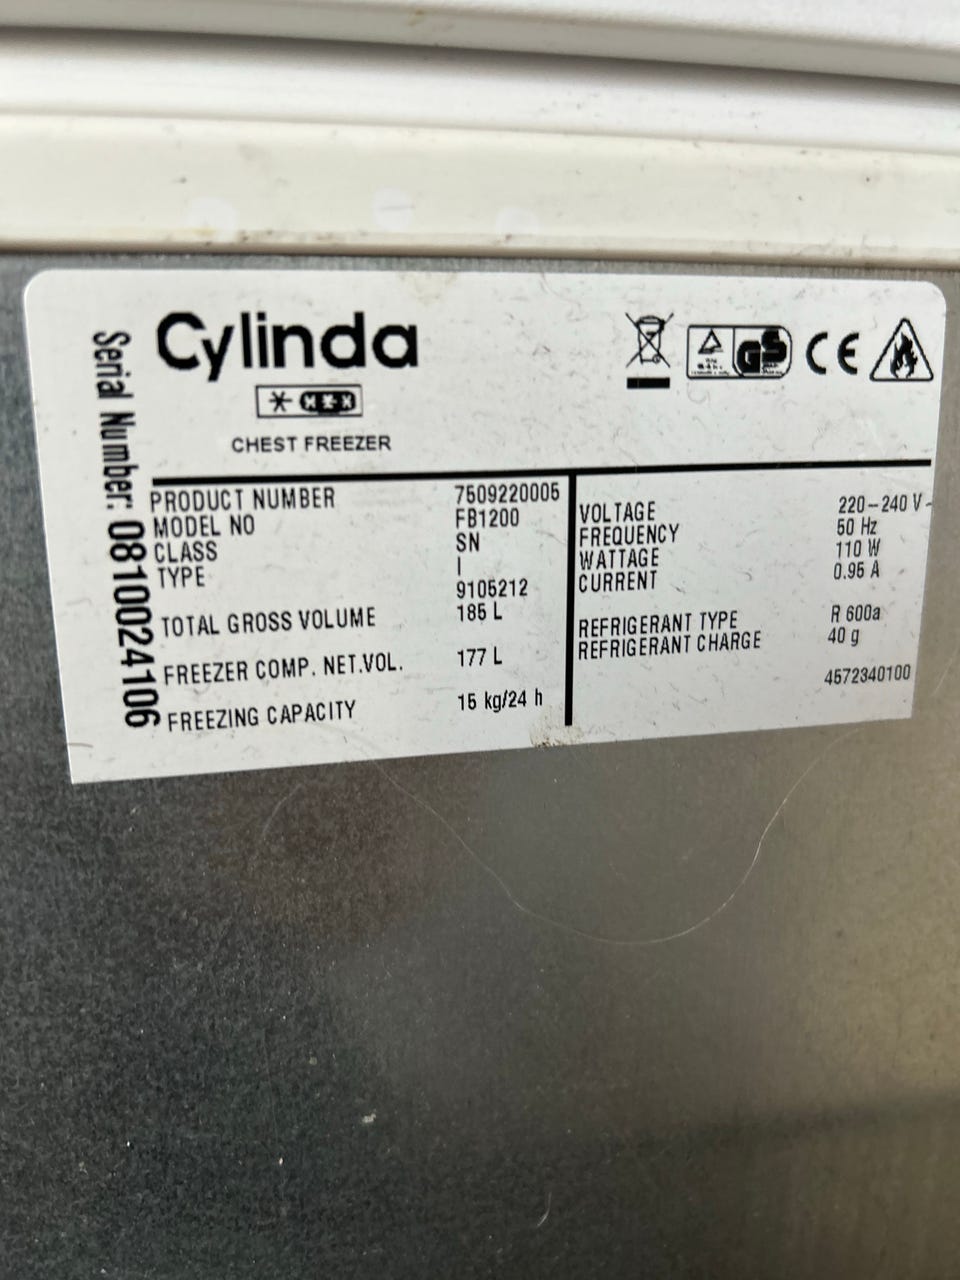 Cylinda
CHEST FREEZER
GS
CE
Serial Number: 0810024106
PRODUCT NUMBER 7509220005
MODEL NO FB1200
CLASS SN
TYPE I
9105212
TOTAL GROSS VOLUME 185 L
FREEZER COMP. NET.VOL. 177 L
FREEZING CAPACITY 15 kg/24 h
VOLTAGE 220-240 V~
FREQUENCY 50 Hz
WATTAGE 110 W
CURRENT 0.95 A
REFRIGERANT TYPE R 600a
REFRIGERANT CHARGE 40 g
4572340100